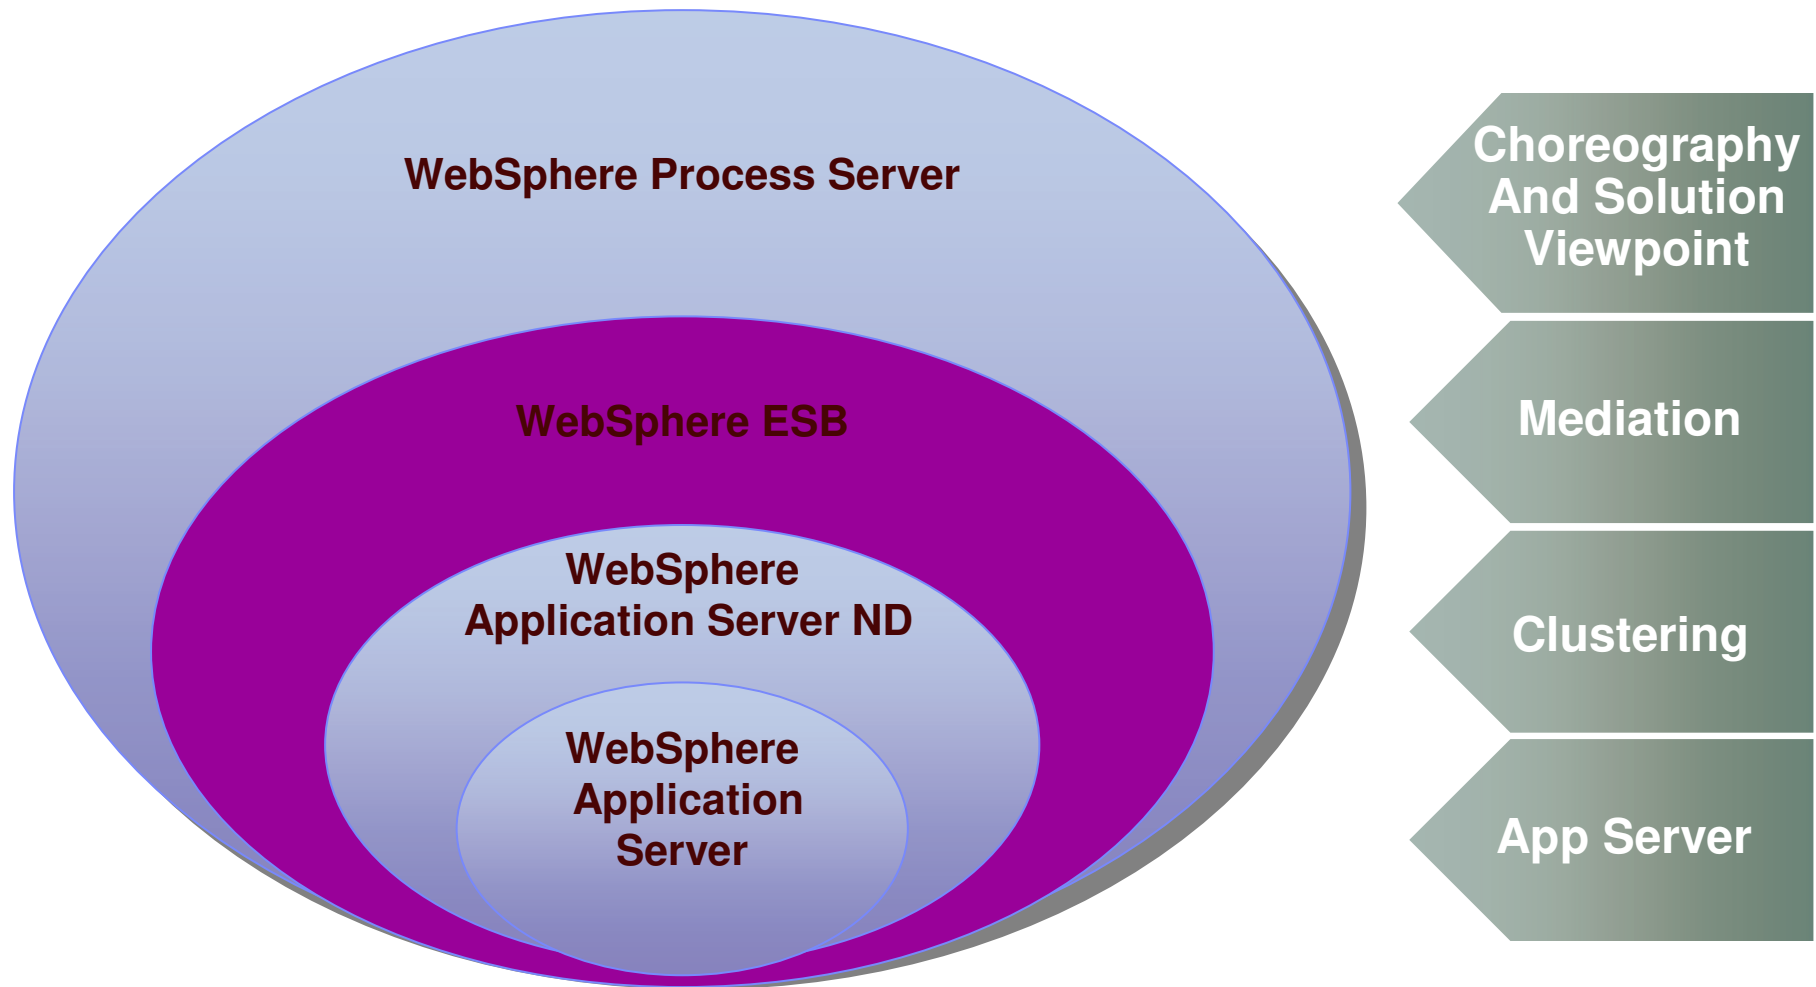 WebSphere Process Server
WebSphere ESB
WebSphere
Application Server ND
WebSphere
Application
Server
Choreography
And Solution
Viewpoint
Mediation
Clustering
App Server